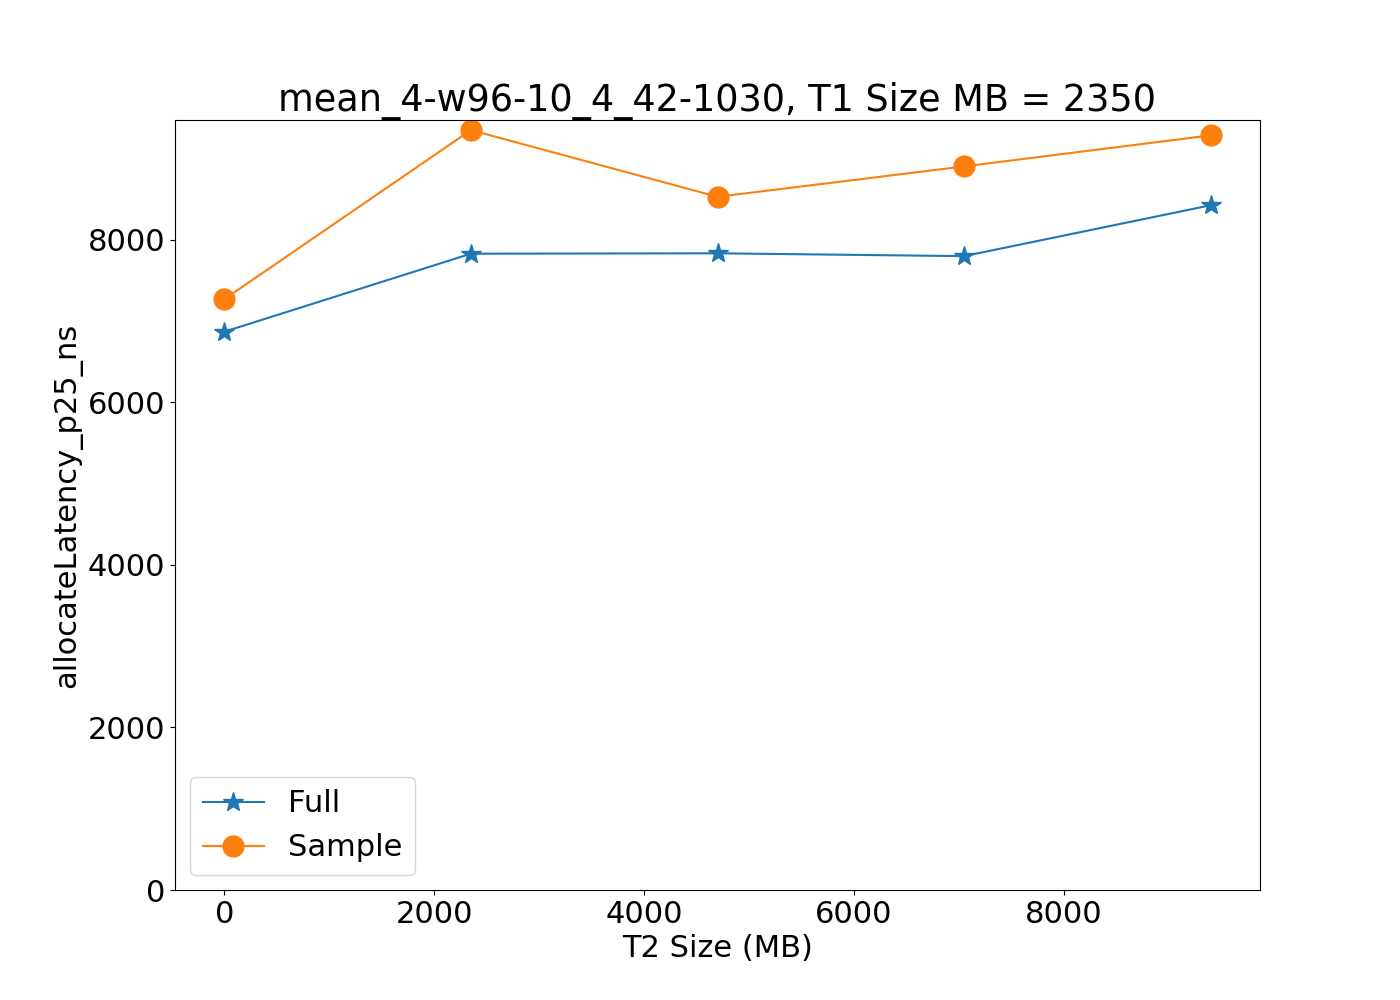 mean_4-w96-10_4_42-1030, T1 Size MB = 2350
allocateLatency_p25_ns
8000
6000
4000
2000
0
Full
Sample
0 2000 4000 6000 8000
T2 Size (MB)